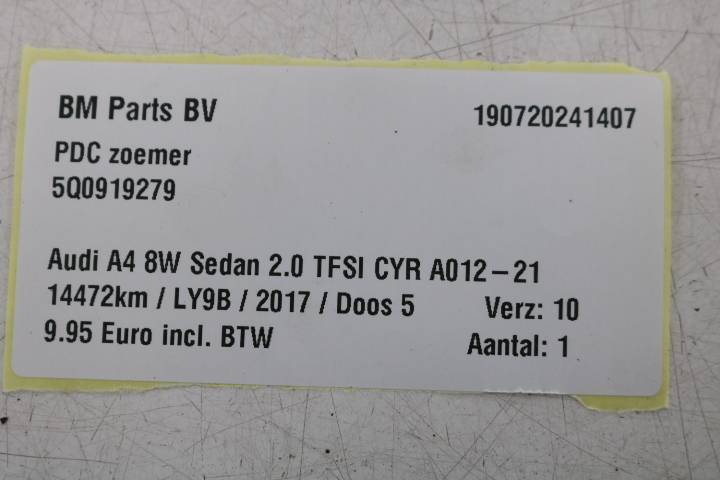 BM Parts BV 190720241407
PDC zoemer
5Q0919279
Audi A4 8W Sedan 2.0 TFSI CYR A012-21
14472km / LY9B / 2017 / Doos 5 Verz: 10
9.95 Euro incl. BTW Aantal: 1